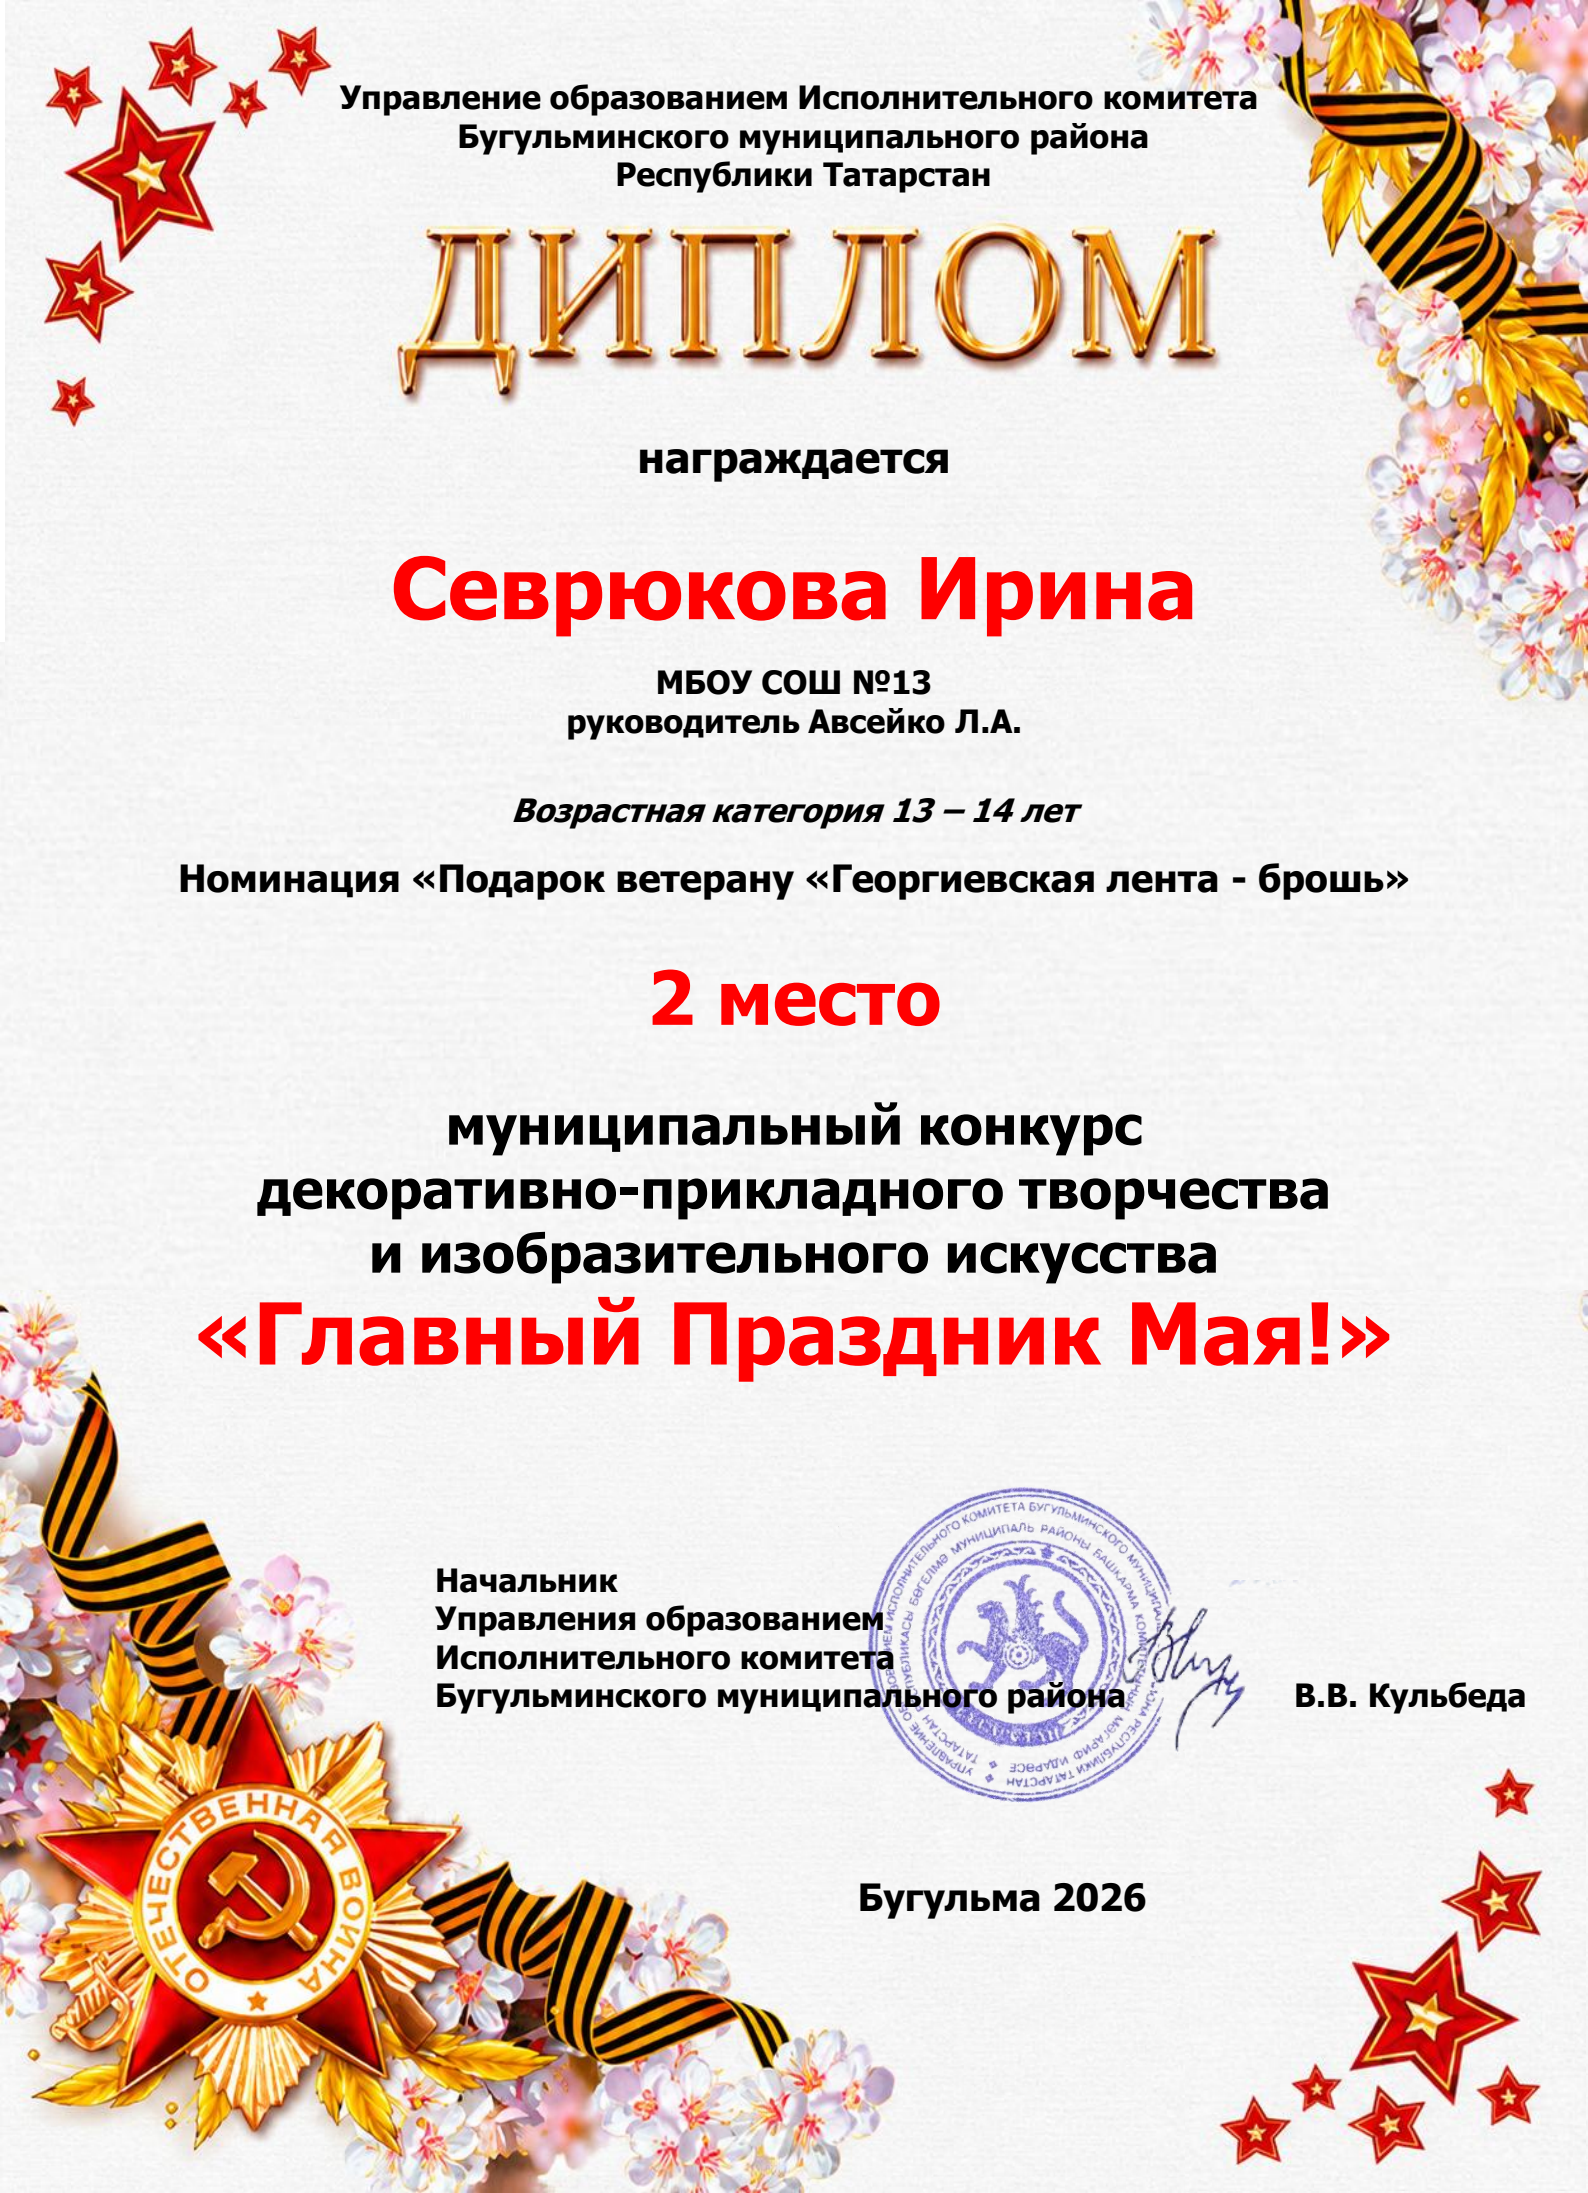 Управление образованием Исполнительного комитета
Бугульминского муниципального района
Республики Татарстан
ДИПЛОМ
награждается
Севрюкова Ирина
МБОУ СОШ №13
руководитель Авсейко Л.А.
Возрастная категория 13 – 14 лет
Номинация «Подарок ветерану «Георгиевская лента - брошь»
2 место
муниципальный конкурс
декоративно-прикладного творчества
и изобразительного искусства
«Главный Праздник Мая!»
Начальник
Управления образованием
Исполнительного комитета
Бугульминского муниципального района
В.В. Кульбеда
ОТЕЧЕСТВЕННАЯ ВОЙНА
Бугульма 2026